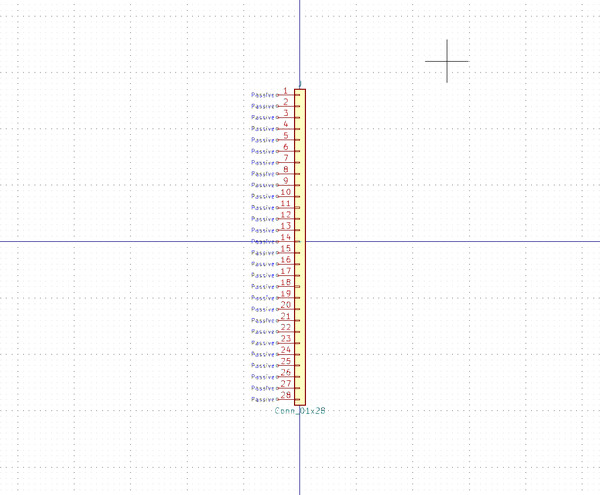 J
Passive 1
Passive 2
Passive 3
Passive 4
Passive 5
Passive 6
Passive 7
Passive 8
Passive 9
Passive 10
Passive 11
Passive 12
Passive 13
Passive 14
Passive 15
Passive 16
Passive 17
Passive 18
Passive 19
Passive 20
Passive 21
Passive 22
Passive 23
Passive 24
Passive 25
Passive 26
Passive 27
Passive 28
Conn_01x28